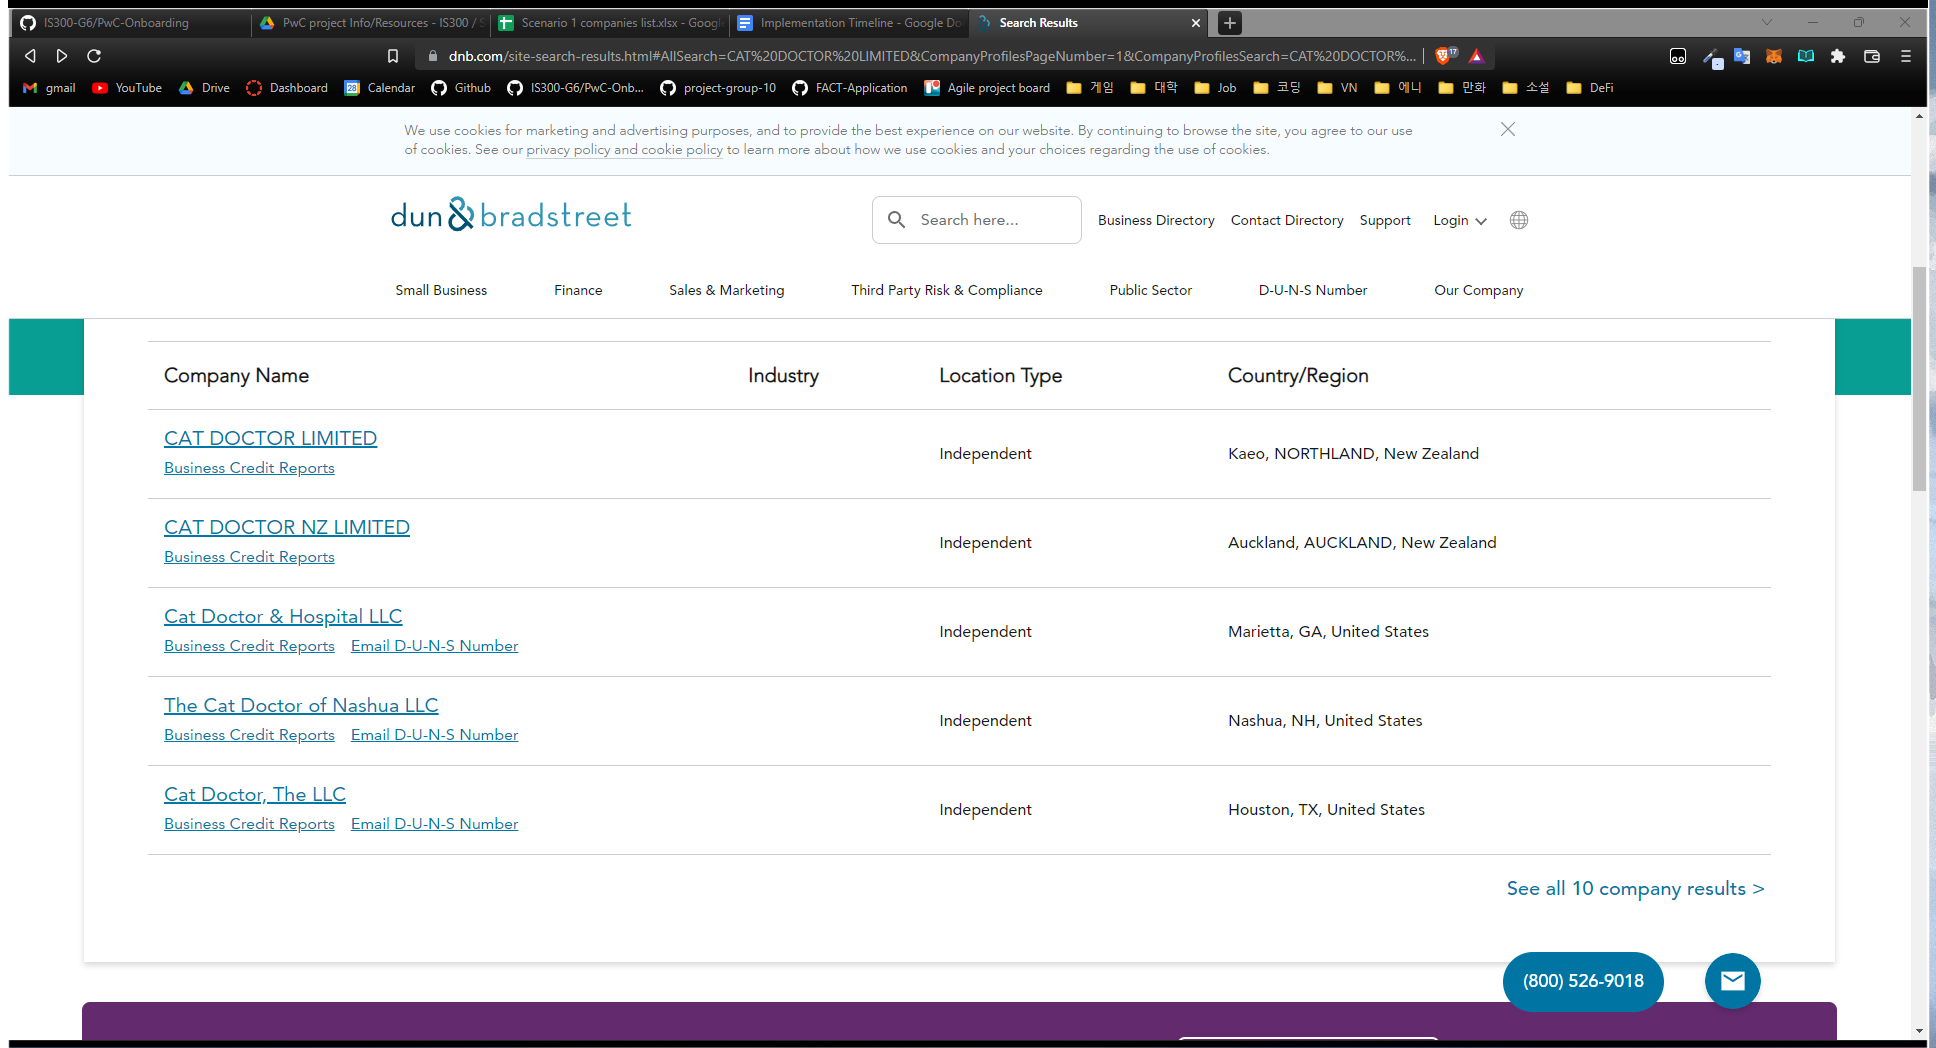 IS300-G6/PwC-Onboarding
PwC project Info/Resources - IS300 / S
Scenario 1 companies list.xlsx - Googl
Implementation Timeline - Google Do
Search Results
dnb.com/site-search-results.html#AllSearch=CAT%20DOCTOR%20LIMITED&CompanyProfilesPageNumber=1&CompanyProfilesSearch=CAT%20DOCTOR%...
17
gmail
YouTube
Drive
Dashboard
28 Calendar
Github
IS300-G6/PwC-Onb...
project-group-10
FACT-Application
Agile project board
게임
대학
Job
코딩
VN
에니
만화
소설
DeFi
We use cookies for marketing and advertising purposes, and to provide the best experience on our website. By continuing to browse the site, you agree to our use
of cookies. See our privacy policy and cookie policy to learn more about how we use cookies and your choices regarding the use of cookies.
dun & bradstreet
Search here...
Business Directory
Contact Directory
Support
Login
Small Business
Finance
Sales & Marketing
Third Party Risk & Compliance
Public Sector
D-U-N-S Number
Our Company
Company Name Industry Location Type Country/Region
CAT DOCTOR LIMITED
Business Credit Reports
Independent
Kaeo, NORTHLAND, New Zealand
CAT DOCTOR NZ LIMITED
Business Credit Reports
Independent
Auckland, AUCKLAND, New Zealand
Cat Doctor & Hospital LLC
Business Credit Reports Email D-U-N-S Number
Independent
Marietta, GA, United States
The Cat Doctor of Nashua LLC
Business Credit Reports Email D-U-N-S Number
Independent
Nashua, NH, United States
Cat Doctor, The LLC
Business Credit Reports Email D-U-N-S Number
Independent
Houston, TX, United States
See all 10 company results >
(800) 526-9018